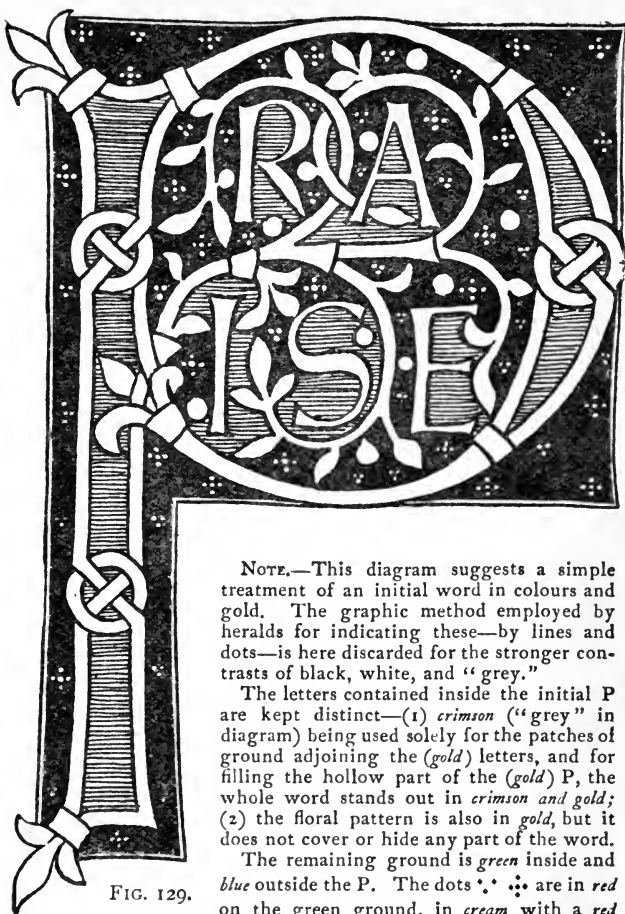 P
RA
ISE
NOTE.—This diagram suggests a simple
treatment of an initial word in colours and
gold. The graphic method employed by
heralds for indicating these—by lines and
dots—is here discarded for the stronger con-
trasts of black, white, and “grey.”
The letters contained inside the initial P
are kept distinct—(1) crimson (“grey” in
diagram) being used solely for the patches of
ground adjoining the (gold) letters, and for
filling the hollow part of the (gold) P, the
whole word stands out in crimson and gold;
(2) the floral pattern is also in gold, but it
does not cover or hide any part of the word.
The remaining ground is green inside and
blue outside the P. The dots are in red
on the green ground, in cream with a red
FIG. 129.